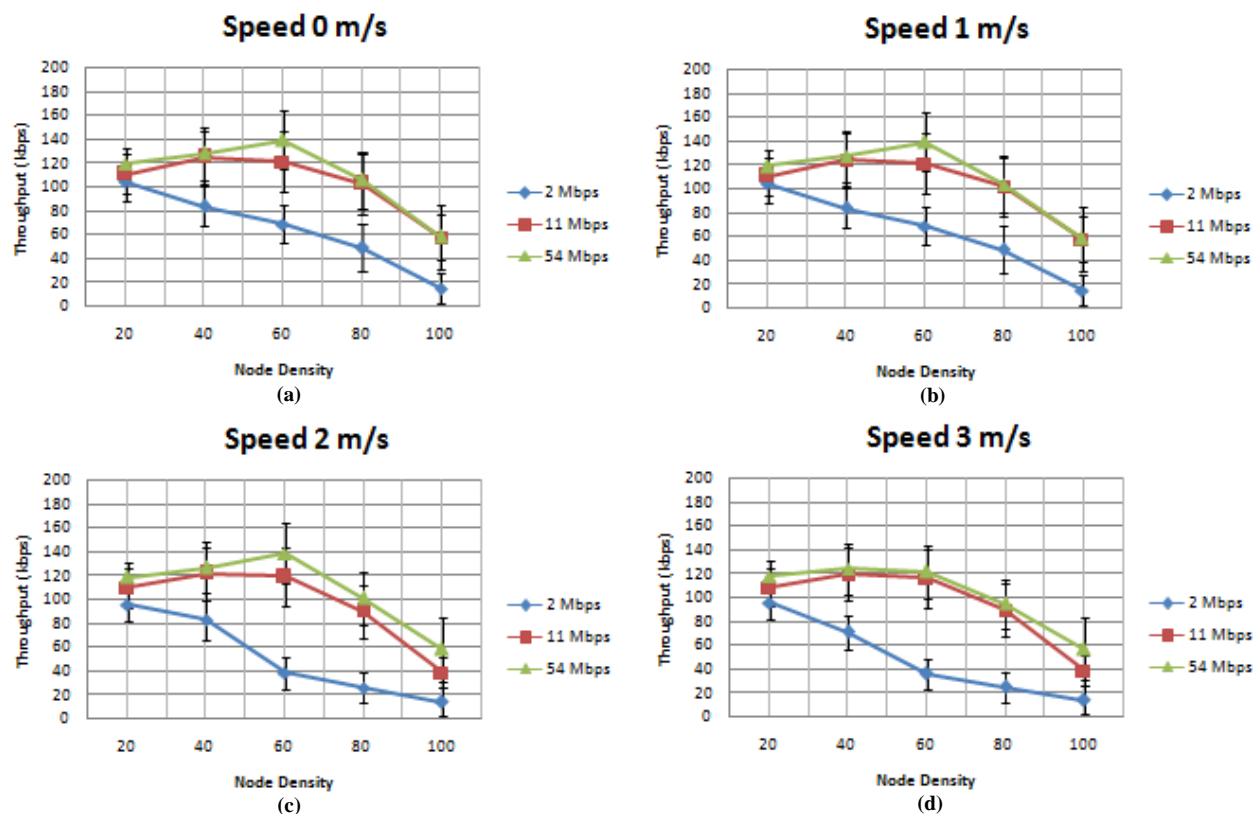 Speed 0 m/s
Throughput (kbps)
200
180
160
140
120
100
80
60
40
20
0
20 40 60 80 100
Node Density
2 Mbps
11 Mbps
54 Mbps
(a)
Speed 1 m/s
Throughput (kbps)
200
180
160
140
120
100
80
60
40
20
0
20 40 60 80 100
Node Density
2 Mbps
11 Mbps
54 Mbps
(b)
Speed 2 m/s
Throughput (kbps)
200
180
160
140
120
100
80
60
40
20
0
20 40 60 80 100
Node Density
2 Mbps
11 Mbps
54 Mbps
(c)
Speed 3 m/s
Throughput (kbps)
200
180
160
140
120
100
80
60
40
20
0
20 40 60 80 100
Node Density
2 Mbps
11 Mbps
54 Mbps
(d)